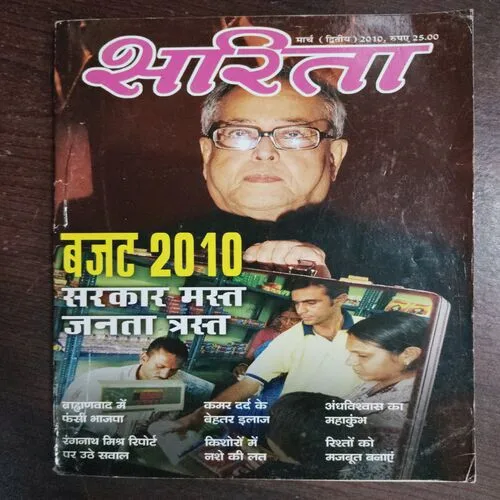 मार्च (द्वितीय) 2010, रुपए 25.00
सरिता
बजट 2010
सरकार मस्त
जनता त्रस्त
ब्राह्मणवाद में
फंसी भाजपा
रंगनाथ मिश्र रिपोर्ट
पर उठे सवाल
कमर दर्द के
बेहतर इलाज
किशोरों में
नशे की लत
अंधविश्वास का
महाकुंभ
रिश्तों को
मजबूत बनाएं